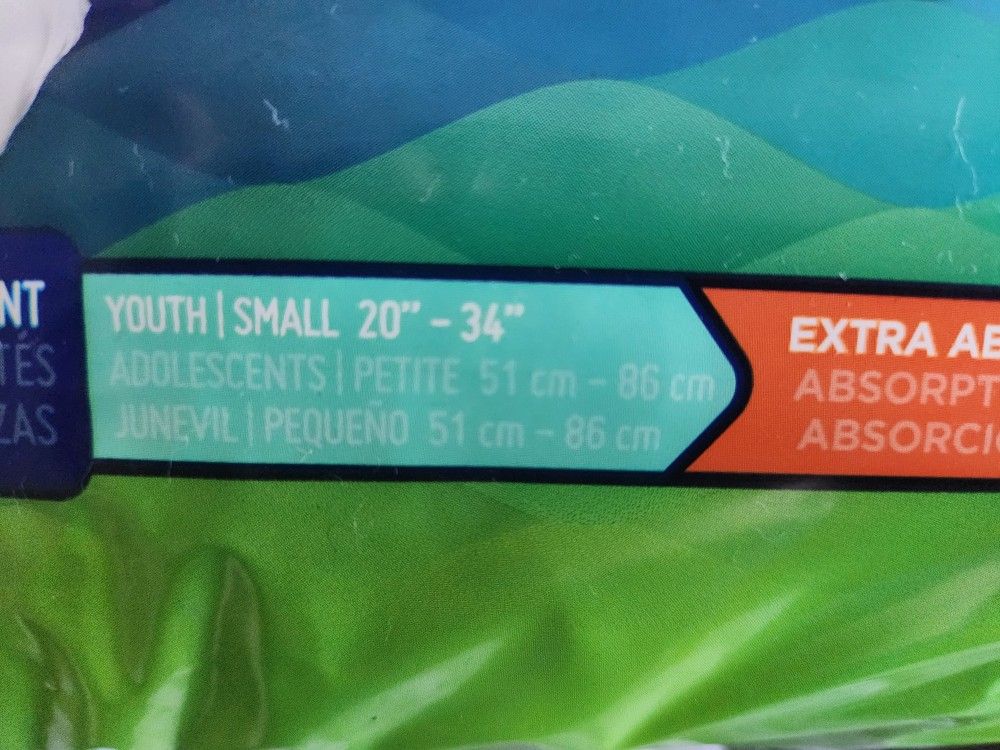 NT
TÉS
ZAS
YOUTH | SMALL 20” – 34”
ADOLESCENTS | PETITE 51 cm – 86 cm
JUNEVIL | PEQUEÑO 51 cm – 86 cm
EXTRA AB
ABSORPT
ABSORCI